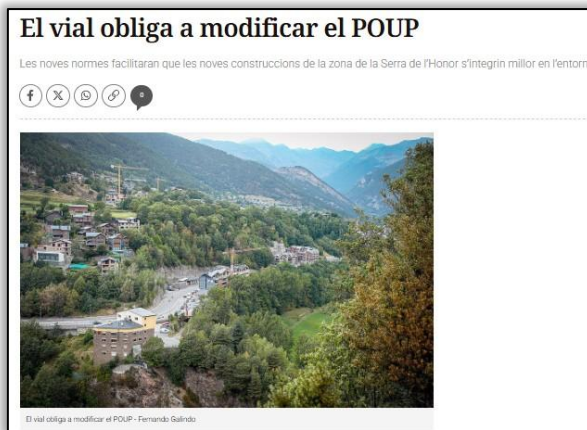 El vial obliga a modificar el POUP
Les noves normes facilitaran que les noves construccions de la zona de la Serra de l'Honor s'integrin millor en l'entorn
0
El vial obliga a modificar el POUP - Fernando Galindo